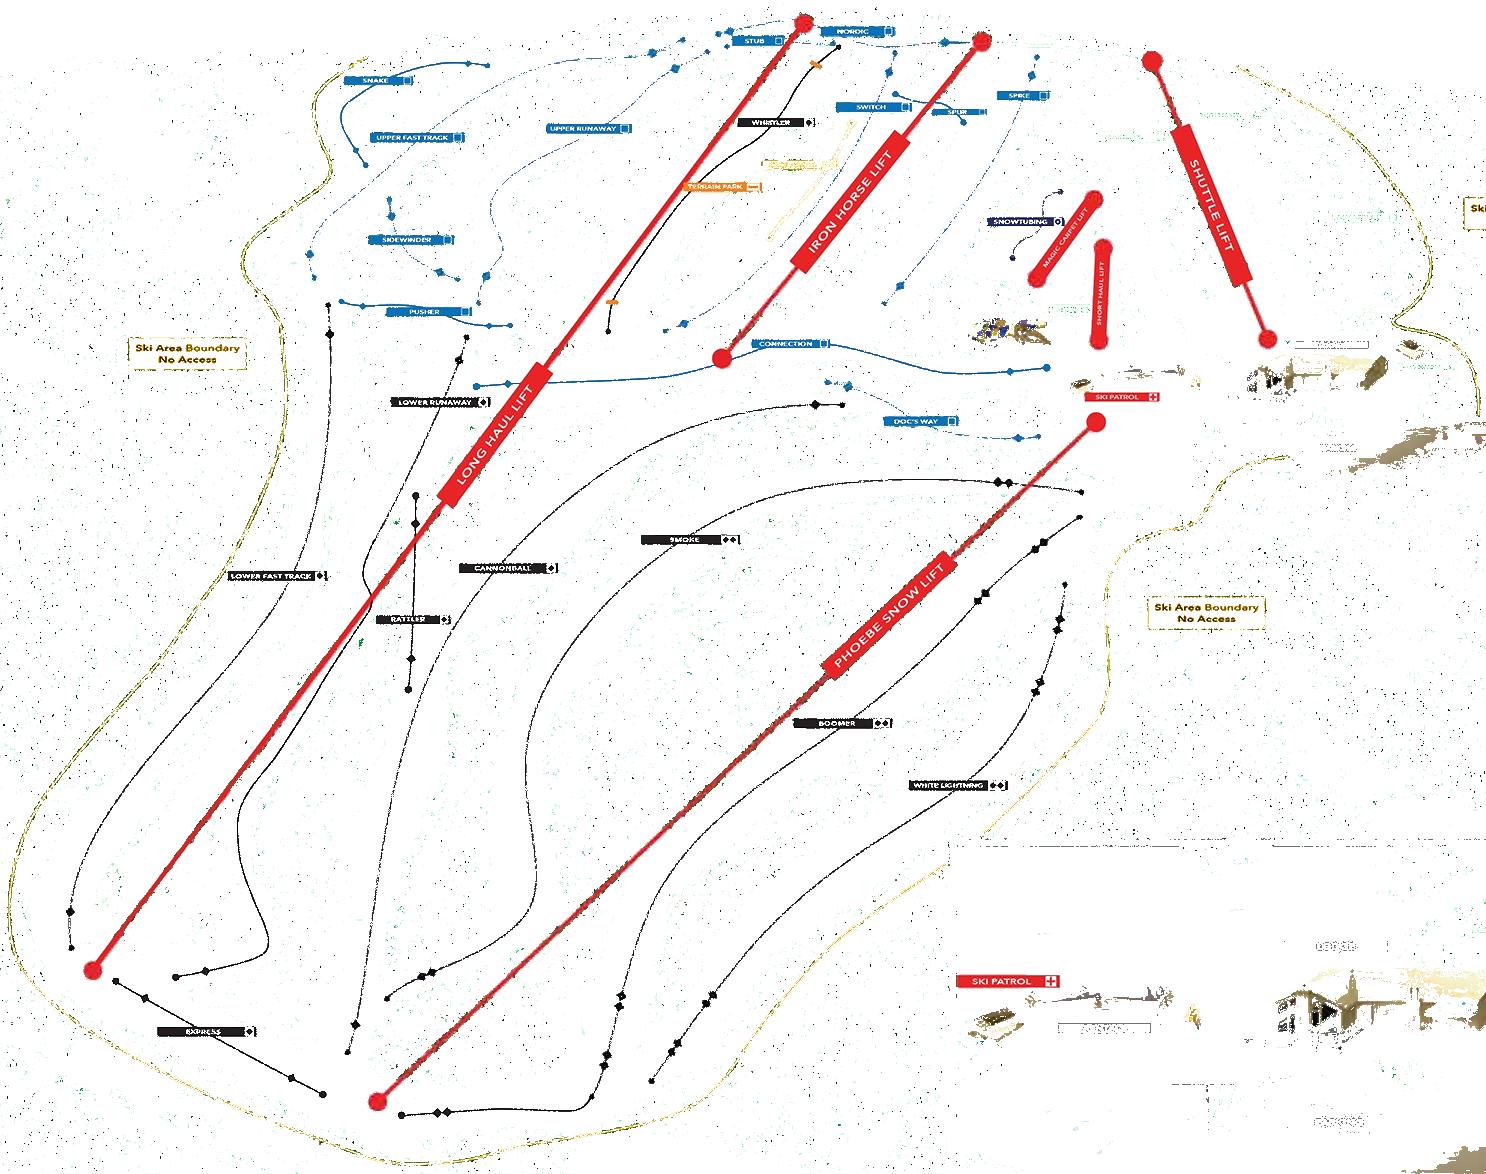 NORDIC
STUB
SNAKE
SPIKE
SWITCH
SPUR
WHISTLER
UPPER RUNAWAY
UPPER FAST TRACK
SHUTTLE LIFT
IRON HORSE LIFT
TERRAIN PARK
Ski
SNOWTUBING
MAGIC CARPET LIFT
SIDEWINDER
SHORT HAUL LIFT
PUSHER
CONNECTION
Ski Area Boundary
No Access
SKI PATROL
LOWER RUNAWAY
LONG HAUL LIFT
DOC'S WAY
SMOKE
CANNONBALL
LOWER FAST TRACK
PHOEBE SNOW LIFT
Ski Area Boundary
No Access
RATTLER
BOOMER
WHITE LIGHTNING
SKI PATROL
EXPRESS